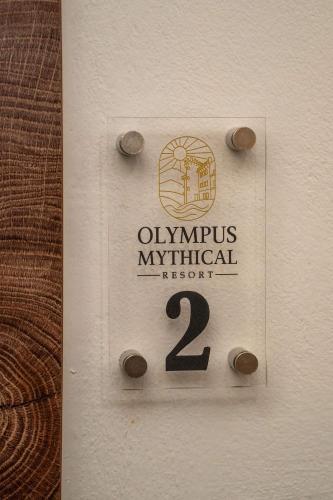 OLYMPUS
MYTHICAL
RESORT
2